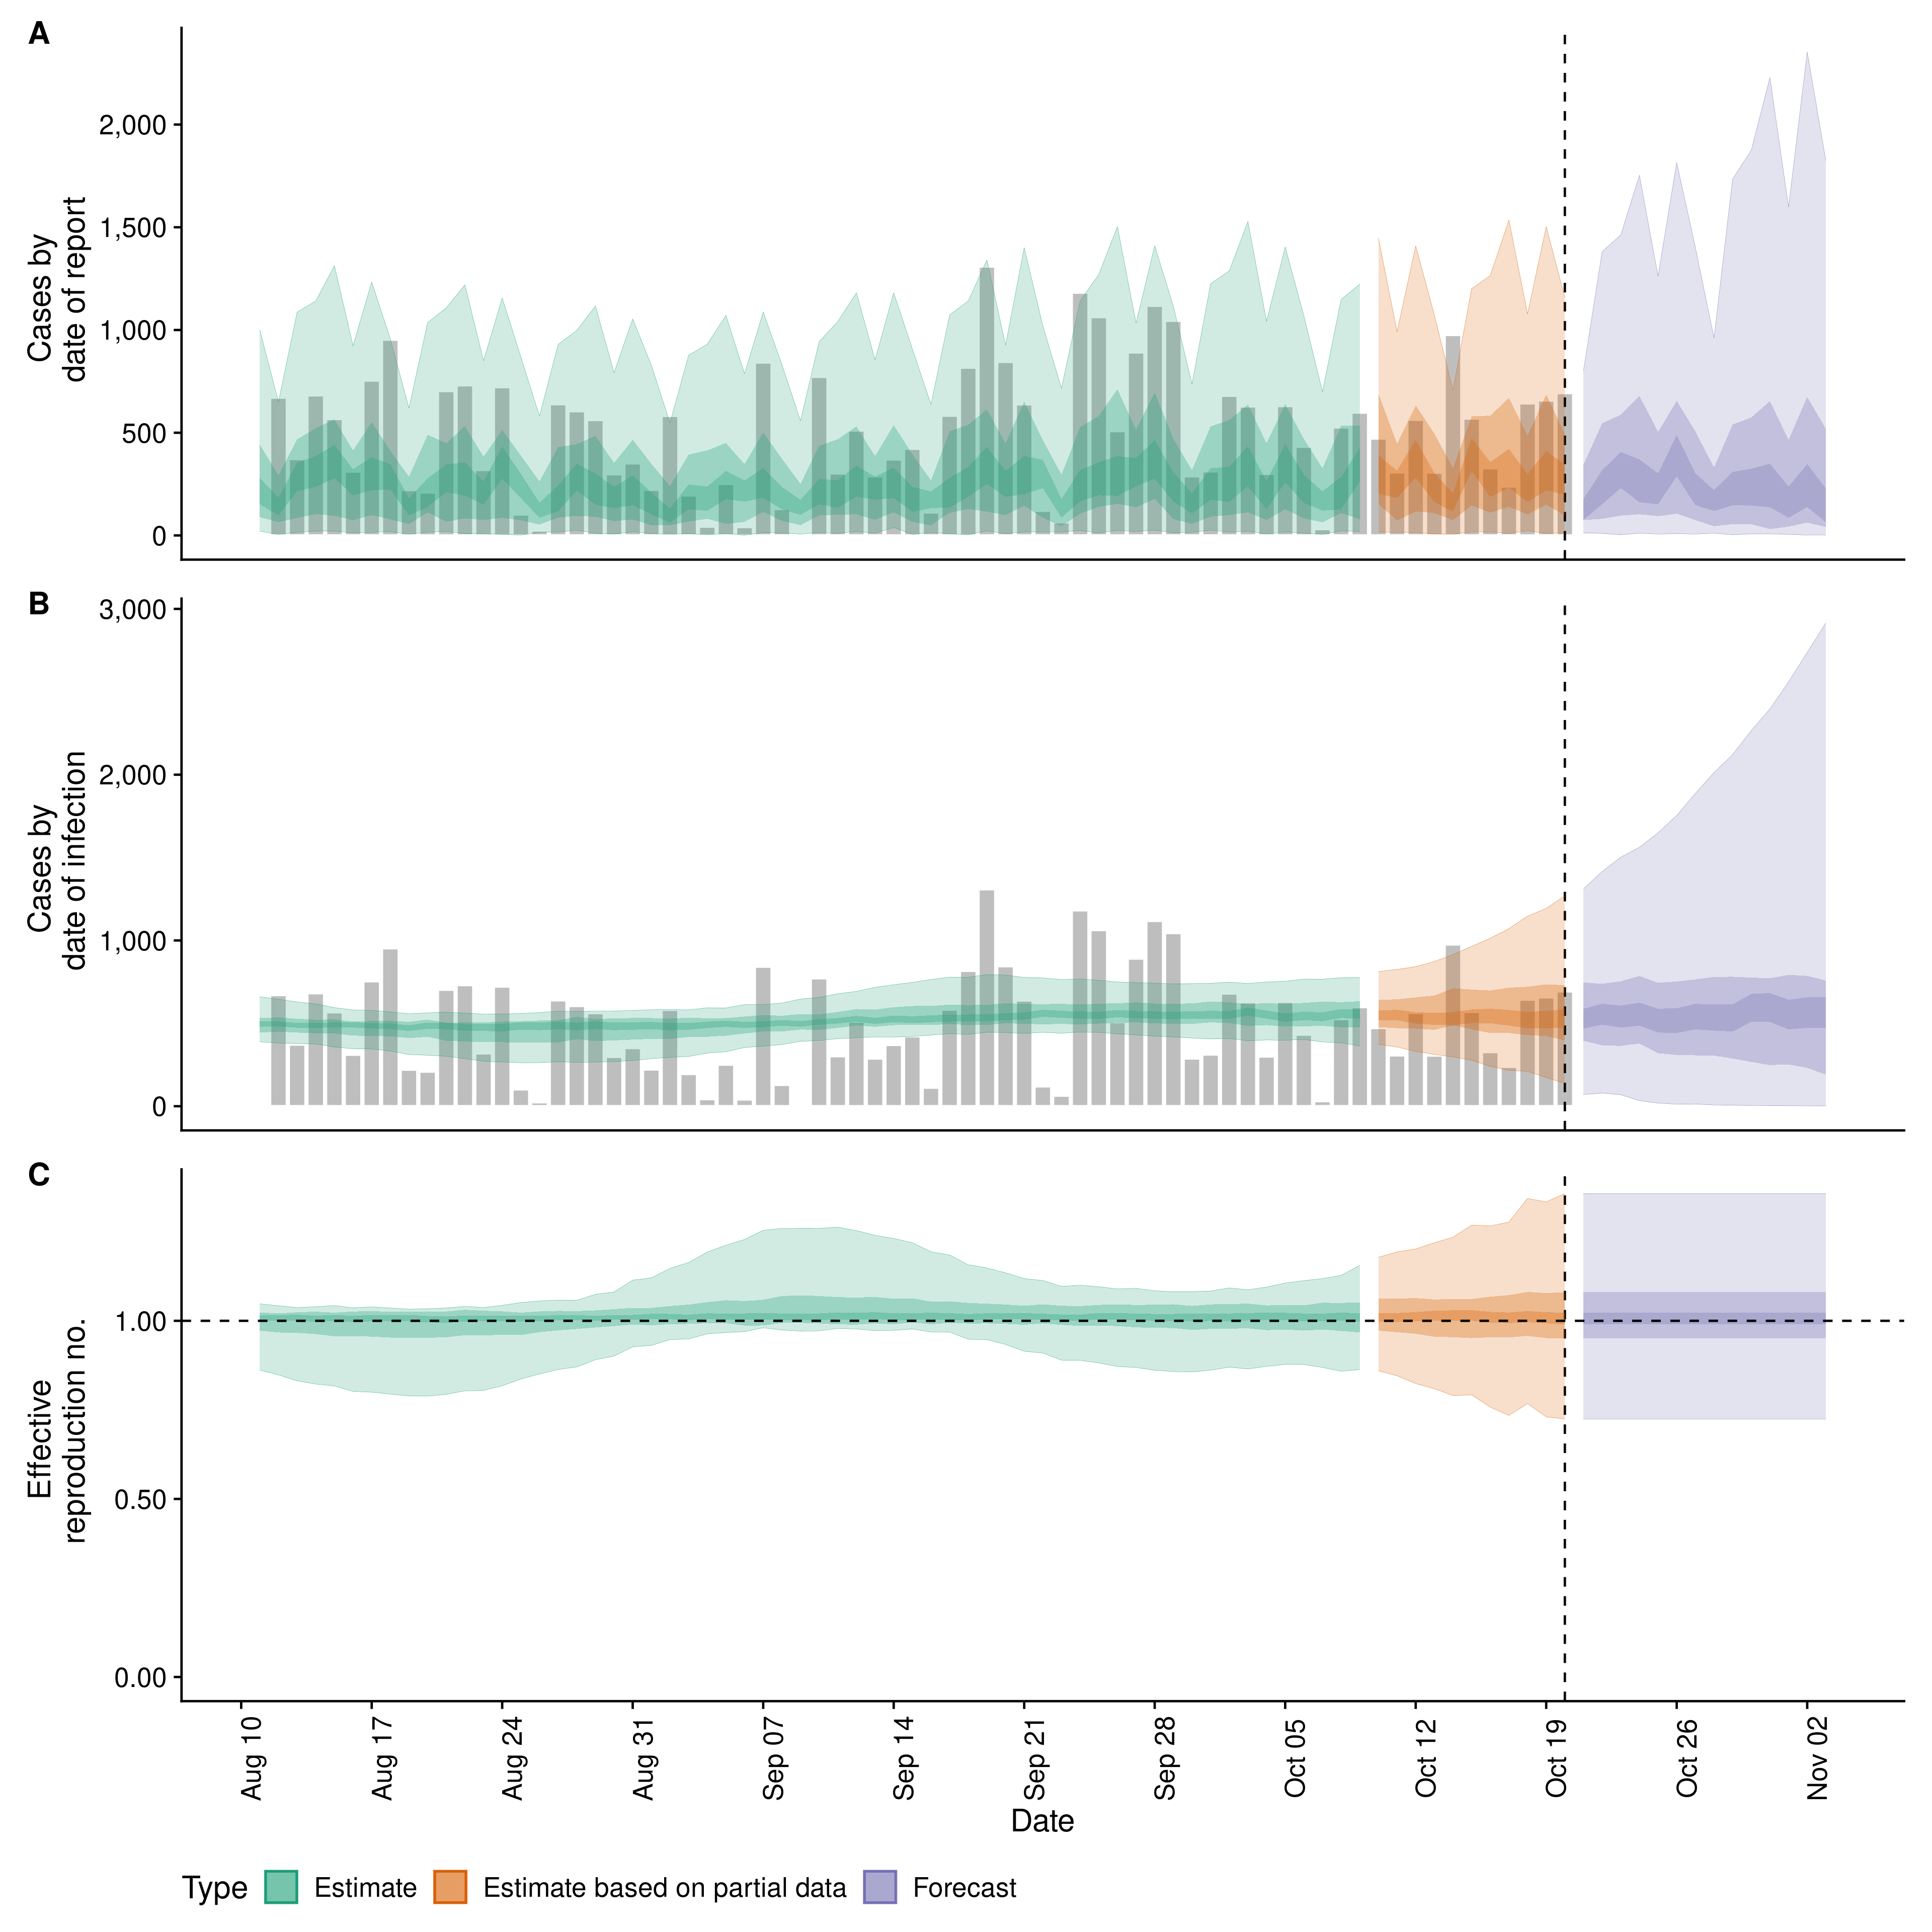 A
Cases by
date of report
2,000
1,500
1,000
500
0
B
Cases by
date of infection
3,000
2,000
1,000
0
C
Effective
reproduction no.
1.00
0.50
0.00
Aug 10
Aug 17
Aug 24
Aug 31
Sep 07
Sep 14
Sep 21
Sep 28
Oct 05
Oct 12
Oct 19
Oct 26
Nov 02
Date
Type Estimate Estimate based on partial data Forecast